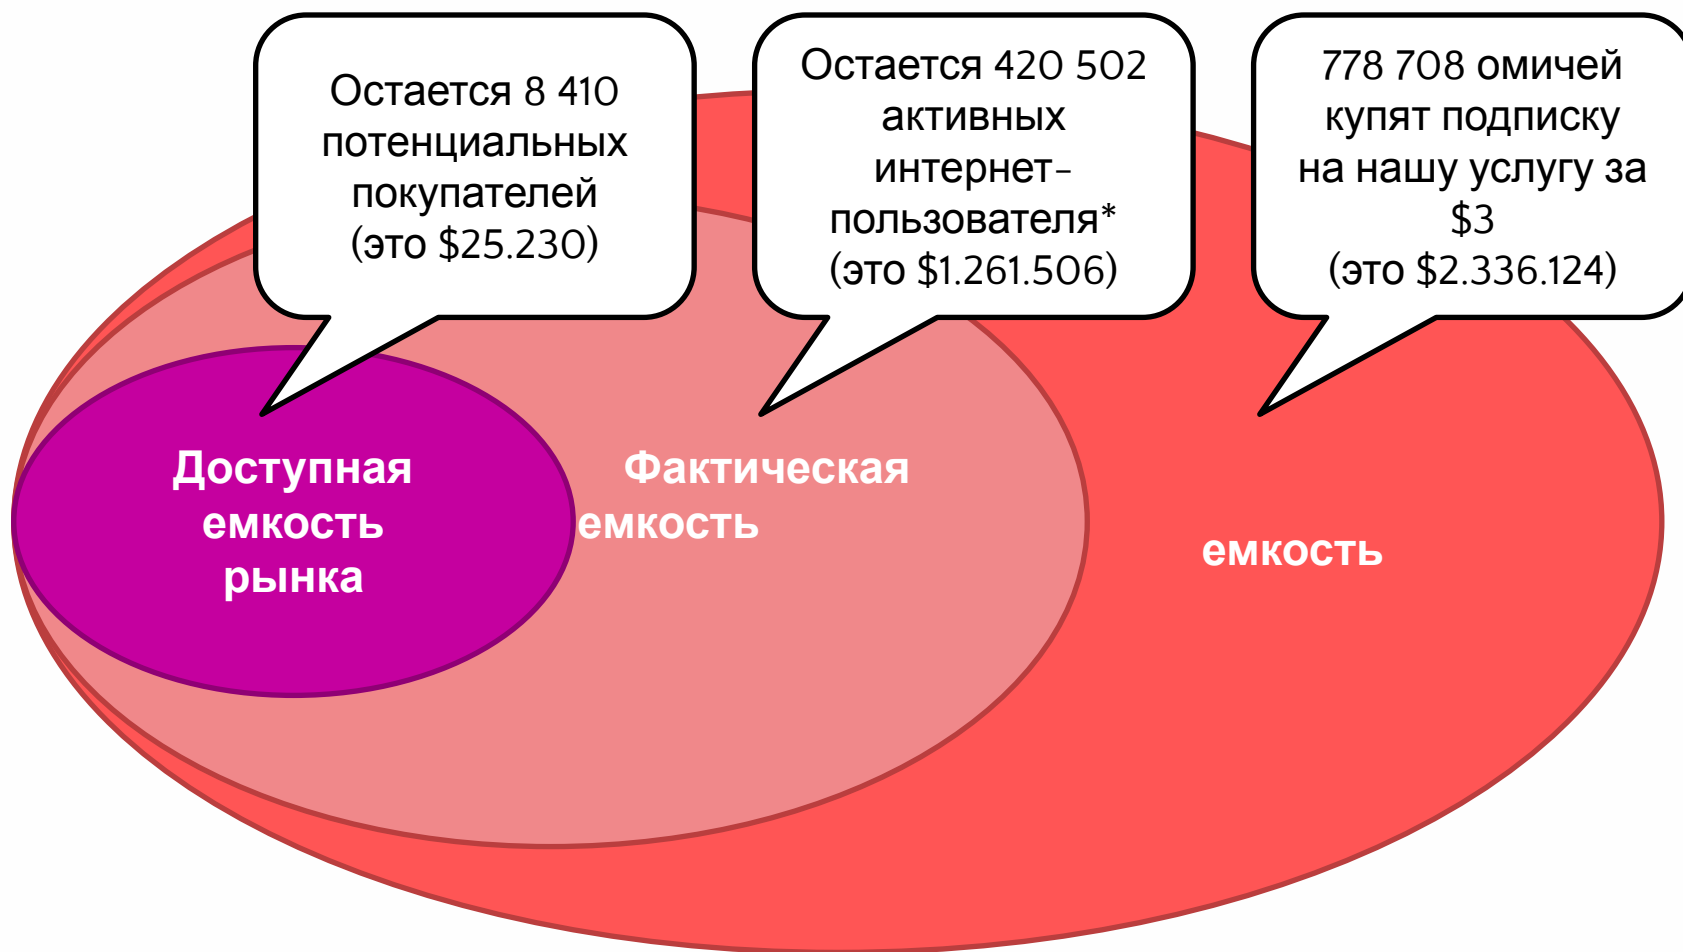 Остается 8 410
потенциальных
покупателей
(это $25.230)
Остается 420 502
активных
интернет-
пользователя*
(это $1.261.506)
778 708 омичей
купят подписку
на нашу услугу за
$3
(это $2.336.124)
Доступная
емкость
рынка
Фактическая
емкость
емкость